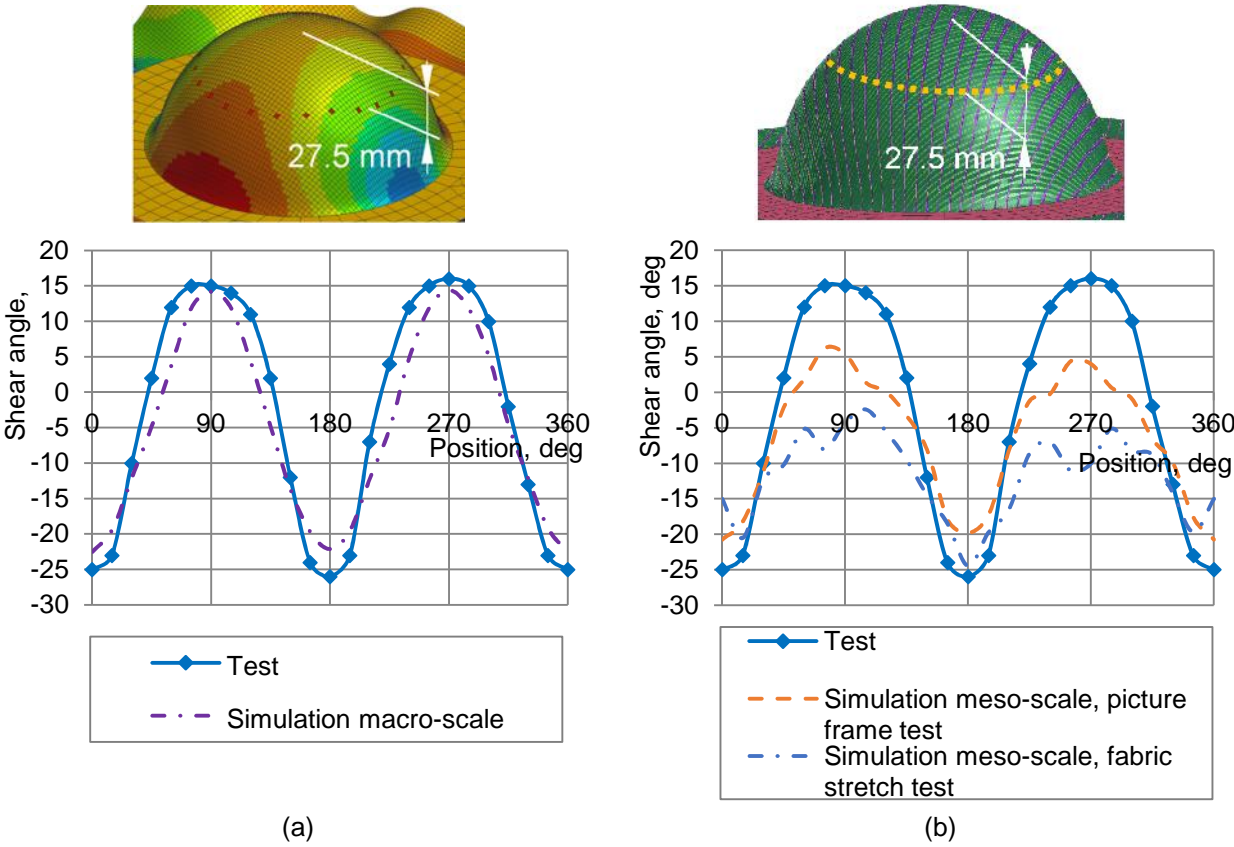 27.5 mm
27.5 mm
20
15
10
5
0
-5
-10
-15
-20
-25
-30
Shear angle,
0 90 180 270 360
Position, deg
Test
Simulation macro-scale
(a)
20
15
10
5
0
-5
-10
-15
-20
-25
-30
Shear angle, deg
0 90 180 270 360
Position, deg
Test
Simulation meso-scale, picture
frame test
Simulation meso-scale, fabric
stretch test
(b)